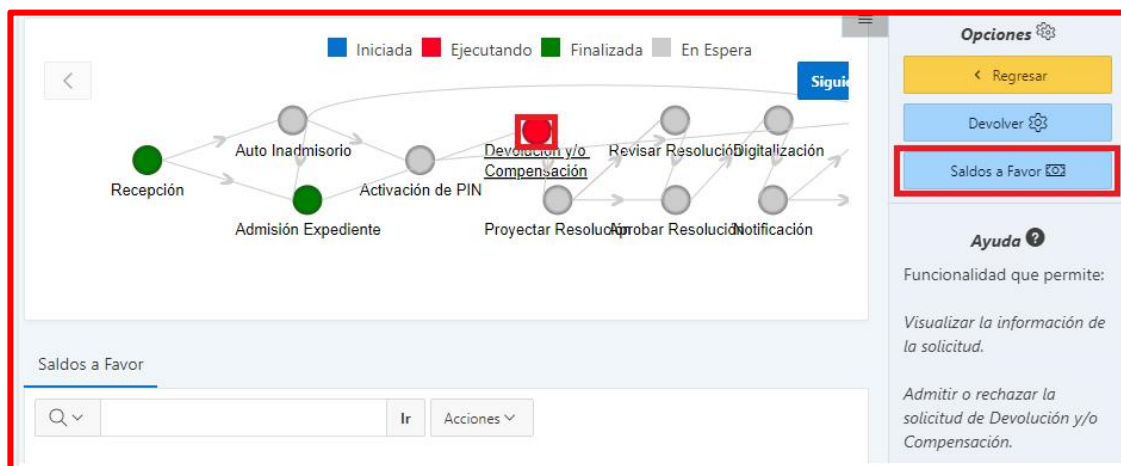 Iniciada Ejecutando Finalizada En Espera
Auto Inadmisorio
Recepción
Admisión Expediente
Activación de PIN
Devolución y/o
Compensación
Revisar Resolución
Digitalización
Proyectar Resolución
Aprobar Resolución
Notificación
Saldos a Favor
Ir
Acciones
Opciones
Regresar
Devolver
Saldos a Favor
Ayuda
Funcionalidad que permite:
Visualizar la información de
la solicitud.
Admitir o rechazar la
solicitud de Devolución y/o
Compensación.